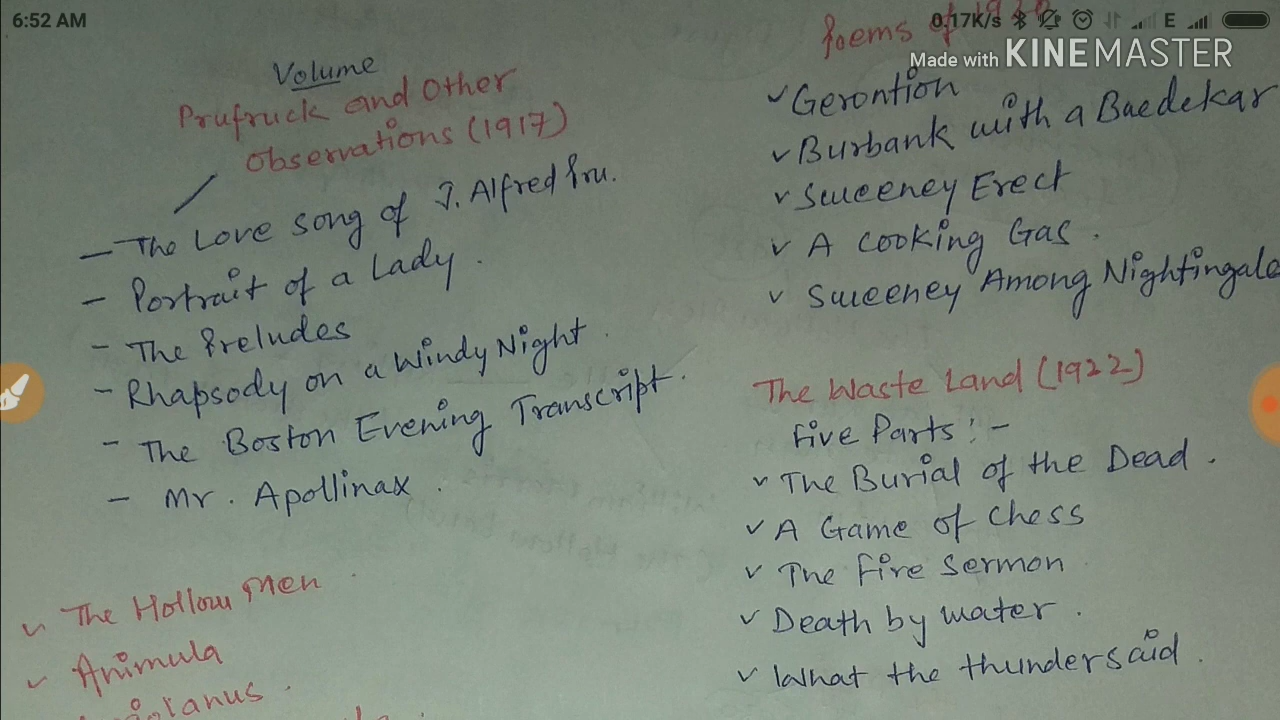 6:52 AM
0.17K/s
E
Made with KINEMASTER
Volume
Prufruck and Other
Observations (1917)
- The Love song of J. Alfred Pru.
- Portrait of a Lady.
- The Preludes
- Rhapsody on a Windy Night.
- The Boston Evening Transcript.
- Mr. Apollinax.
✓ The Hollow Men
✓ Animula
Poems of
✓ Gerontion
✓ Burbank with a Baedekar
✓ Sweeney Erect
✓ A Cooking Gas.
✓ Sweeney Among Nightingale
The Waste Land (1922)
Five Parts :-
✓ The Burial of the Dead.
✓ A Game of Chess
✓ The Fire Sermon
✓ Death by water.
✓ What the thunder said.